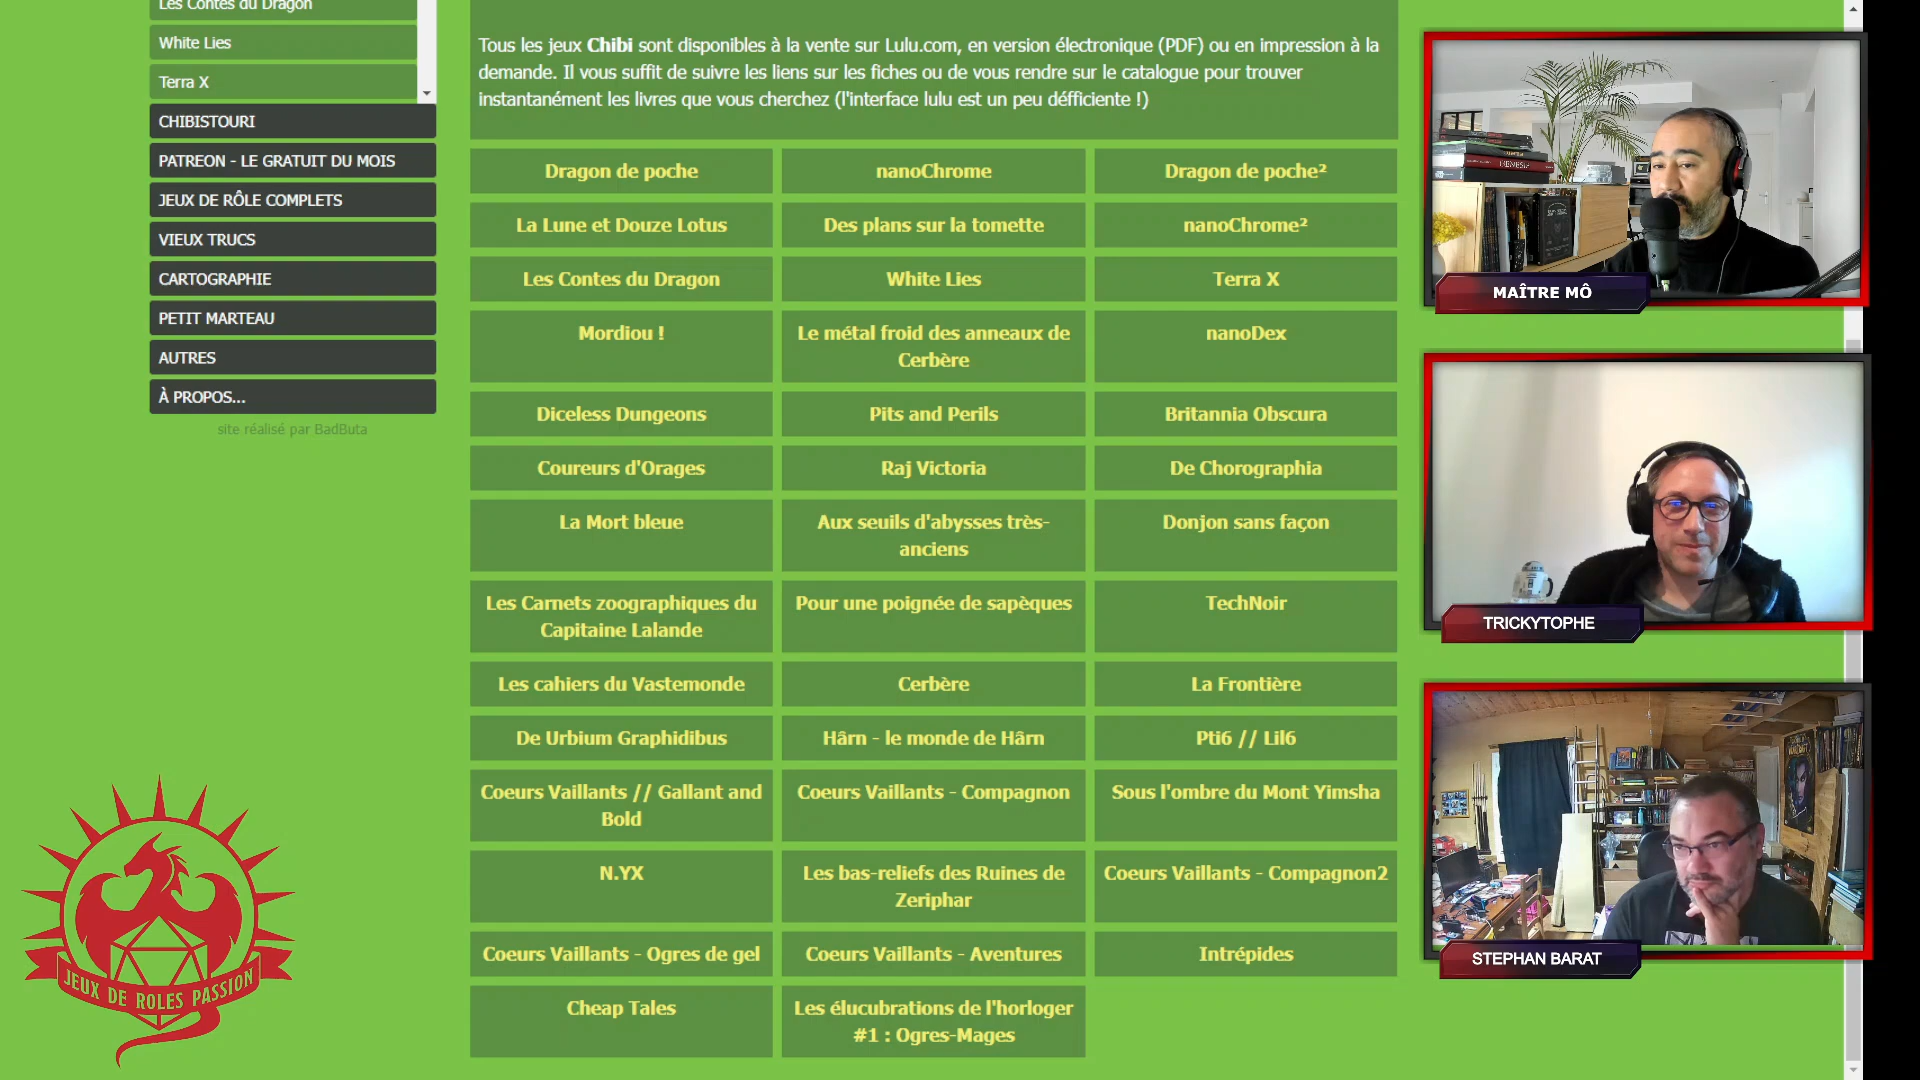 Les Contes du Dragon
White Lies
Terra X
CHIBISTOURI
PATREON - LE GRATUIT DU MOIS
JEUX DE RÔLE COMPLETS
VIEUX TRUCS
CARTOGRAPHIE
PETIT MARTEAU
AUTRES
À PROPOS...
site réalisé par BadButa
Tous les jeux Chibi sont disponibles à la vente sur Lulu.com, en version électronique (PDF) ou en impression à la
demande. Il vous suffit de suivre les liens sur les fiches ou de vous rendre sur le catalogue pour trouver
instantanément les livres que vous cherchez (l'interface lulu est un peu défficiente !)
Dragon de poche
nanoChrome
Dragon de poche²
La Lune et Douze Lotus
Des plans sur la tomette
nanoChrome²
Les Contes du Dragon
White Lies
Terra X
Mordiou !
Le métal froid des anneaux de
Cerbère
nanoDex
Diceless Dungeons
Pits and Perils
Britannia Obscura
Coureurs d'Orages
Raj Victoria
De Chorographia
La Mort bleue
Aux seuils d'abysses très-
anciens
Donjon sans façon
Les Carnets zoographiques du
Capitaine Lalande
Pour une poignée de sapèques
TechNoir
Les cahiers du Vastemonde
Cerbère
La Frontière
De Urbium Graphidibus
Hârn - le monde de Hârn
Pti6 // Lil6
Coeurs Vaillants // Gallant and
Bold
Coeurs Vaillants - Compagnon
Sous l'ombre du Mont Yimsha
N.YX
Les bas-reliefs des Ruines de
Zeriphar
Coeurs Vaillants - Compagnon2
Coeurs Vaillants - Ogres de gel
Coeurs Vaillants - Aventures
Intrépides
Cheap Tales
Les élucubrations de l'horloger
#1 : Ogres-Mages
MAÎTRE MÔ
TRICKYTOPHE
STEPHAN BARAT
JEUX DE ROLES PASSION